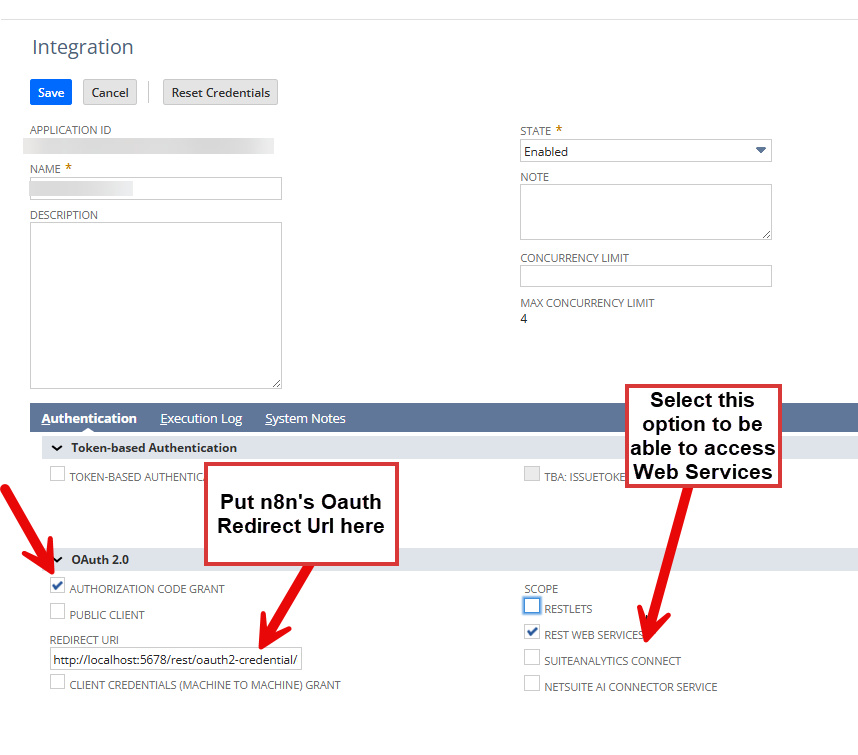 Integration
Save Cancel Reset Credentials
APPLICATION ID
NAME *
DESCRIPTION
STATE *
Enabled
NOTE
CONCURRENCY LIMIT
MAX CONCURRENCY LIMIT
4
Select this
option to be
able to access
Web Services
Authentication Execution Log System Notes
Token-based Authentication
TOKEN-BASED
TBA:
Put n8n's Oauth
Redirect Url here
OAuth 2.0
AUTHORIZATION CODE GRANT
PUBLIC CLIENT
REDIRECT URI
http://localhost:5678/rest/oauth2-credential/
CLIENT CREDENTIALS (MACHINE TO MACHINE) GRANT
SCOPE
RESTLETS
REST WEB SERVICES
SUITEANALYTICS CONNECT
NETSUITE AI CONNECTOR SERVICE